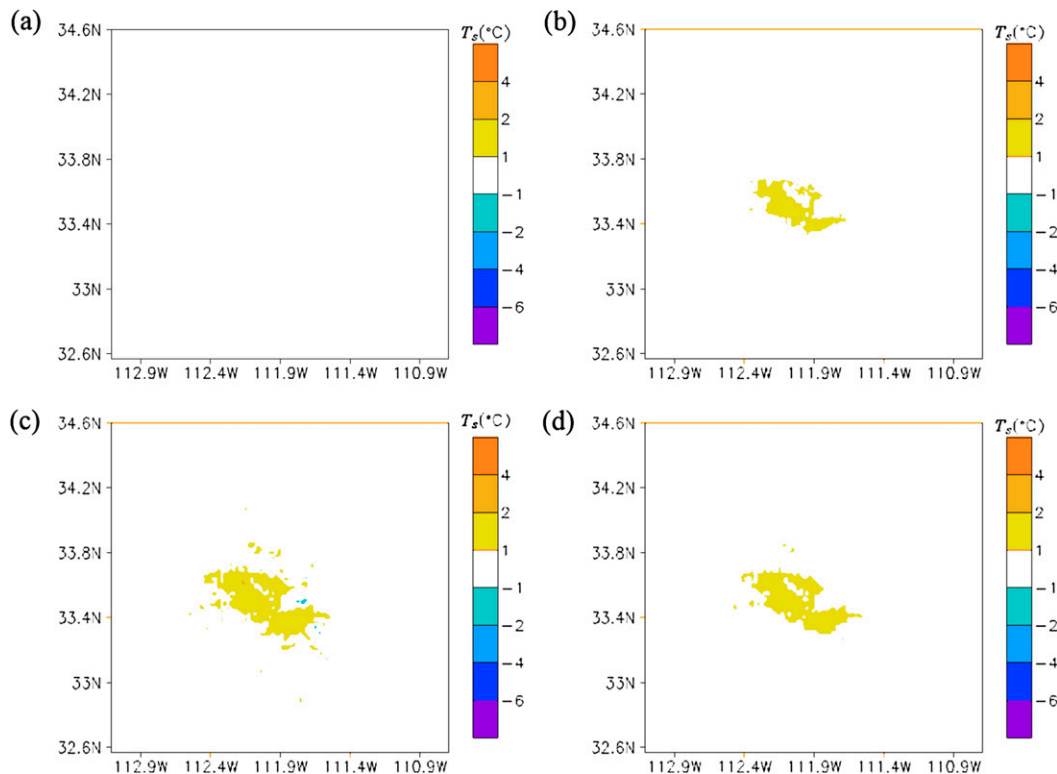 (a)
34.6N
34.2N
33.8N
33.4N
33N
32.6N
112.9W 112.4W 111.9W 111.4W 110.9W
Ts(°C)
4
2
1
−1
−2
−4
−6
(b)
34.6N
34.2N
33.8N
33.4N
33N
32.6N
112.9W 112.4W 111.9W 111.4W 110.9W
Ts(°C)
4
2
1
−1
−2
−4
−6
(c)
34.6N
34.2N
33.8N
33.4N
33N
32.6N
112.9W 112.4W 111.9W 111.4W 110.9W
Ts(°C)
4
2
1
−1
−2
−4
−6
(d)
34.6N
34.2N
33.8N
33.4N
33N
32.6N
112.9W 112.4W 111.9W 111.4W 110.9W
Ts(°C)
4
2
1
−1
−2
−4
−6